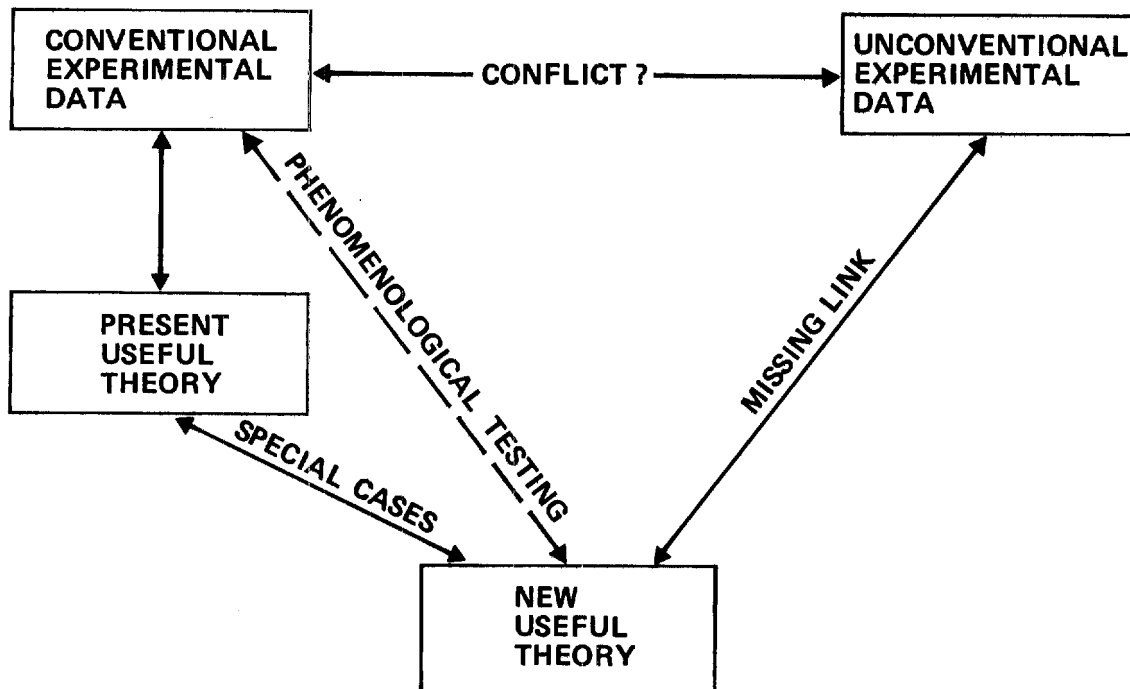 CONVENTIONAL
EXPERIMENTAL
DATA
CONFLICT ?
UNCONVENTIONAL
EXPERIMENTAL
DATA
PHENOMENOLOGICAL TESTING
MISSING LINK
PRESENT
USEFUL
THEORY
SPECIAL CASES
NEW
USEFUL
THEORY